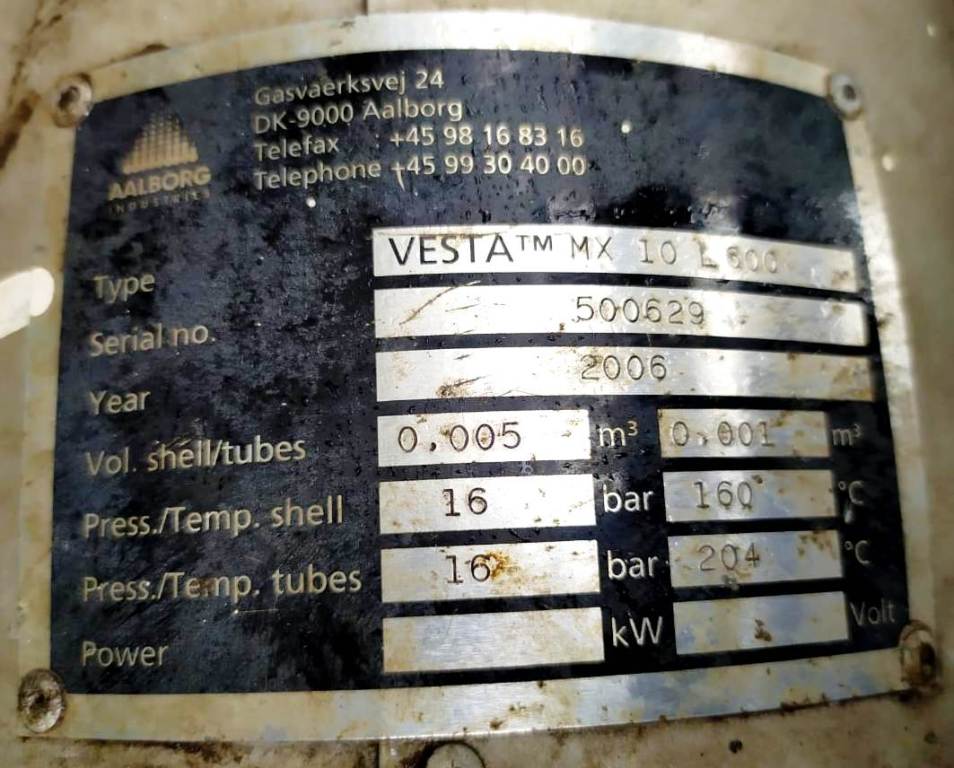 Gasvaerksvej 24
DK-9000 Aalborg
Telefax : +45 98 16 83 16
Telephone +45 99 30 40 00
AALBORG
INDUSTRIES
Type VESTA™ MX 10 L 600
Serial no. 500629
Year 2006
Vol. shell/tubes 0,005 m³ 0,001 m³
Press./Temp. shell 16 bar 160 °C
Press./Temp. tubes 16 bar 204 °C
Power kW Volt